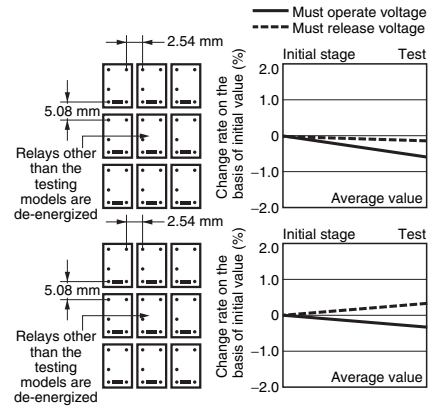 Must operate voltage
Must release voltage
2.54 mm
5.08 mm
Relays other
than the
testing
models are
de-energized
Initial stage Test
Change rate on the
basis of initial value (%)
2.0
1.0
0
−1.0
−2.0
Average value
2.54 mm
5.08 mm
Relays other
than the
testing
models are
de-energized
Initial stage Test
Change rate on the
basis of initial value (%)
2.0
1.0
0
−1.0
−2.0
Average value